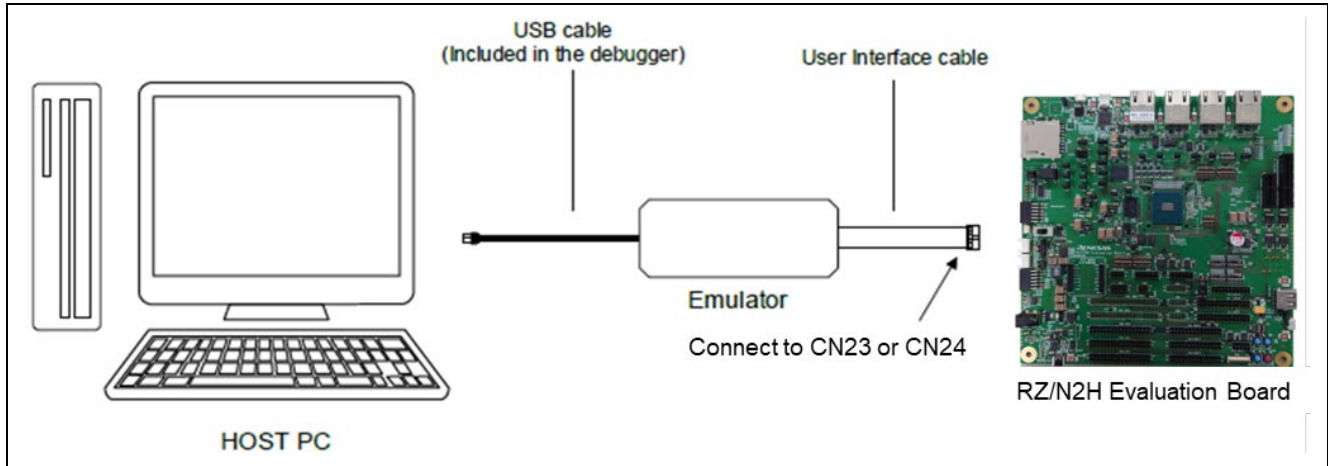 USB cable
(Included in the debugger)
User Interface cable
RENESAS
Emulator
Connect to CN23 or CN24
RZ/N2H Evaluation Board
HOST PC